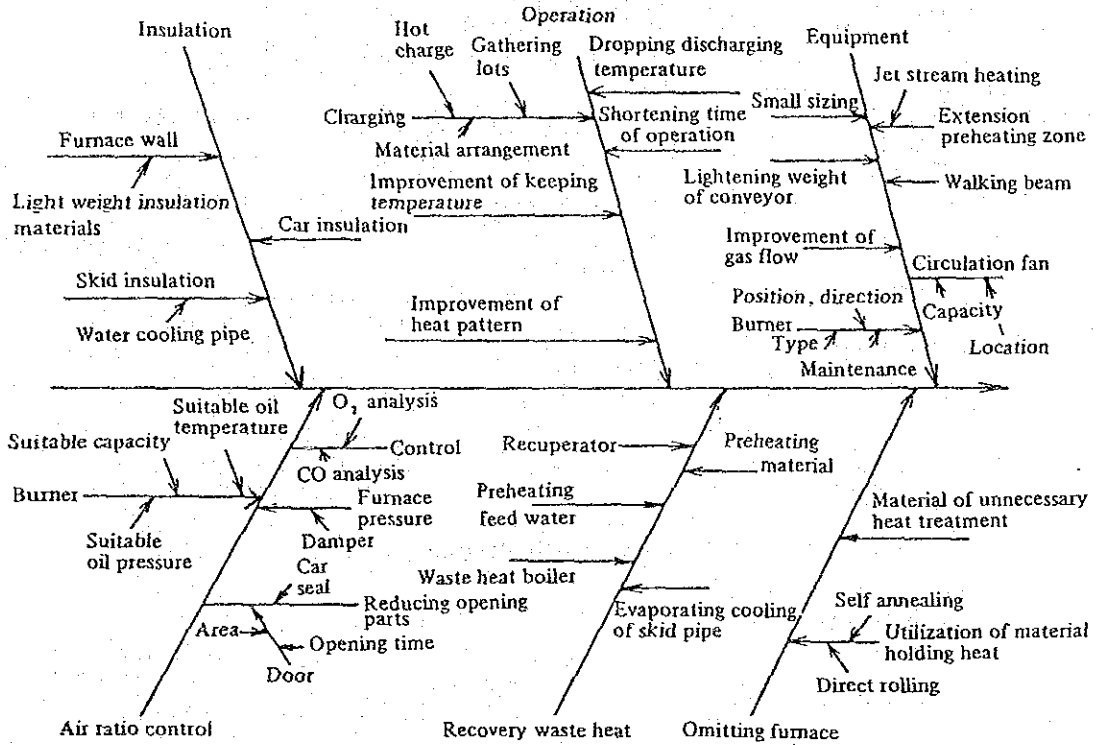 Operation
Insulation
Hot
charge
Gathering
lots
Dropping discharging
temperature
Equipment
Jet stream heating
Small sizing
Charging
Shortening time
of operation
Extension
preheating zone
Furnace wall
Material arrangement
Improvement of keeping
temperature
Lightening weight
of conveyor
Walking beam
Light weight insulation
materials
Car insulation
Improvement of
gas flow
Circulation fan
Skid insulation
Improvement of
heat pattern
Position, direction
Capacity
Water cooling pipe
Burner
Type
Location
Maintenance
Suitable oil
temperature
O2 analysis
Suitable capacity
Control
Recuperator
Preheating
material
CO analysis
Burner
Furnace
pressure
Preheating
feed water
Material of unnecessary
heat treatment
Suitable
oil pressure
Damper
Car
seal
Waste heat boiler
Reducing opening
parts
Evaporating cooling
of skid pipe
Self annealing
Area
Opening time
Utilization of material
holding heat
Door
Direct rolling
Air ratio control
Recovery waste heat
Omitting furnace